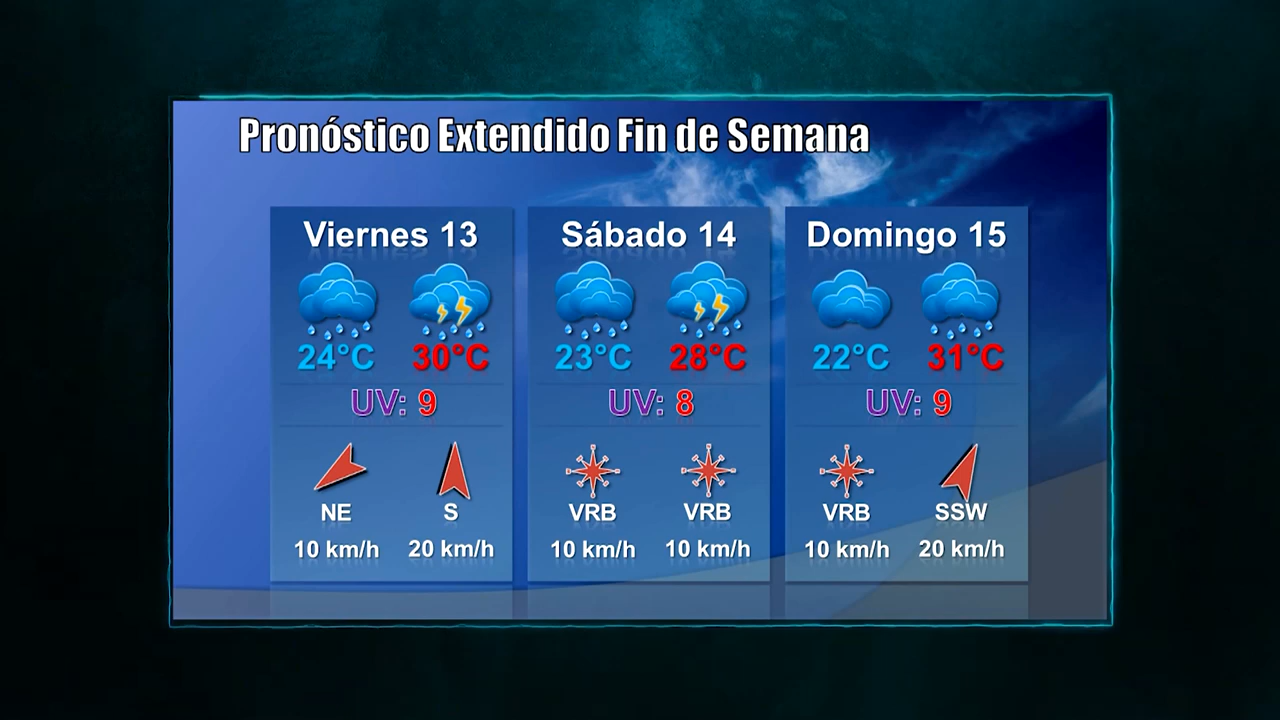 Pronóstico Extendido Fin de Semana
Viernes 13
24°C 30°C
UV: 9
NE S
10 km/h 20 km/h
Sábado 14
23°C 28°C
UV: 8
VRB VRB
10 km/h 10 km/h
Domingo 15
22°C 31°C
UV: 9
VRB SSW
10 km/h 20 km/h